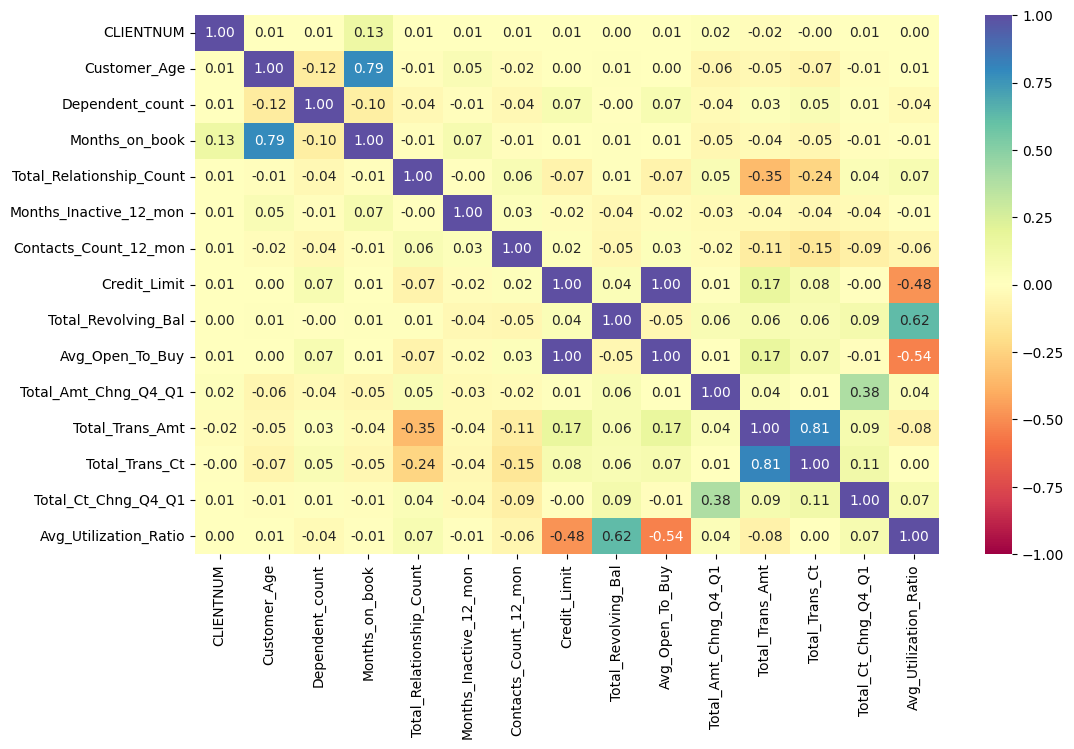 CLIENTNUM 1.00 0.01 0.01 0.13 0.01 0.01 0.01 0.01 0.00 0.01 0.02 -0.02 -0.00 0.01 0.00
Customer_Age 0.01 1.00 -0.12 0.79 -0.01 0.05 -0.02 0.00 0.01 0.00 -0.06 -0.05 -0.07 -0.01 0.01
Dependent_count 0.01 -0.12 1.00 -0.10 -0.04 -0.01 -0.04 0.07 -0.00 0.07 -0.04 0.03 0.05 0.01 -0.04
Months_on_book 0.13 0.79 -0.10 1.00 -0.01 0.07 -0.01 0.01 0.01 0.01 -0.05 -0.04 -0.05 -0.01 -0.01
Total_Relationship_Count 0.01 -0.01 -0.04 -0.01 1.00 -0.00 0.06 -0.07 0.01 -0.07 0.05 -0.35 -0.24 0.04 0.07
Months_Inactive_12_mon 0.01 0.05 -0.01 0.07 -0.00 1.00 0.03 -0.02 -0.04 -0.02 -0.03 -0.04 -0.04 -0.04 -0.01
Contacts_Count_12_mon 0.01 -0.02 -0.04 -0.01 0.06 0.03 1.00 0.02 -0.05 0.03 -0.02 -0.11 -0.15 -0.09 -0.06
Credit_Limit 0.01 0.00 0.07 0.01 -0.07 -0.02 0.02 1.00 0.04 1.00 0.01 0.17 0.08 -0.00 -0.48
Total_Revolving_Bal 0.00 0.01 -0.00 0.01 0.01 -0.04 -0.05 0.04 1.00 -0.05 0.06 0.06 0.06 0.09 0.62
Avg_Open_To_Buy 0.01 0.00 0.07 0.01 -0.07 -0.02 0.03 1.00 -0.05 1.00 0.01 0.17 0.07 -0.01 -0.54
Total_Amt_Chng_Q4_Q1 0.02 -0.06 -0.04 -0.05 0.05 -0.03 -0.02 0.01 0.06 0.01 1.00 0.04 0.01 0.38 0.04
Total_Trans_Amt -0.02 -0.05 0.03 -0.04 -0.35 -0.04 -0.11 0.17 0.06 0.17 0.04 1.00 0.81 0.09 -0.08
Total_Trans_Ct -0.00 -0.07 0.05 -0.05 -0.24 -0.04 -0.15 0.08 0.06 0.07 0.01 0.81 1.00 0.11 0.00
Total_Ct_Chng_Q4_Q1 0.01 -0.01 0.01 -0.01 0.04 -0.04 -0.09 -0.00 0.09 -0.01 0.38 0.09 0.11 1.00 0.07
Avg_Utilization_Ratio 0.00 0.01 -0.04 -0.01 0.07 -0.01 -0.06 -0.48 0.62 -0.54 0.04 -0.08 0.00 0.07 1.00
CLIENTNUM
Customer_Age
Dependent_count
Months_on_book
Total_Relationship_Count
Months_Inactive_12_mon
Contacts_Count_12_mon
Credit_Limit
Total_Revolving_Bal
Avg_Open_To_Buy
Total_Amt_Chng_Q4_Q1
Total_Trans_Amt
Total_Trans_Ct
Total_Ct_Chng_Q4_Q1
Avg_Utilization_Ratio
1.00
0.75
0.50
0.25
0.00
−0.25
−0.50
−0.75
−1.00